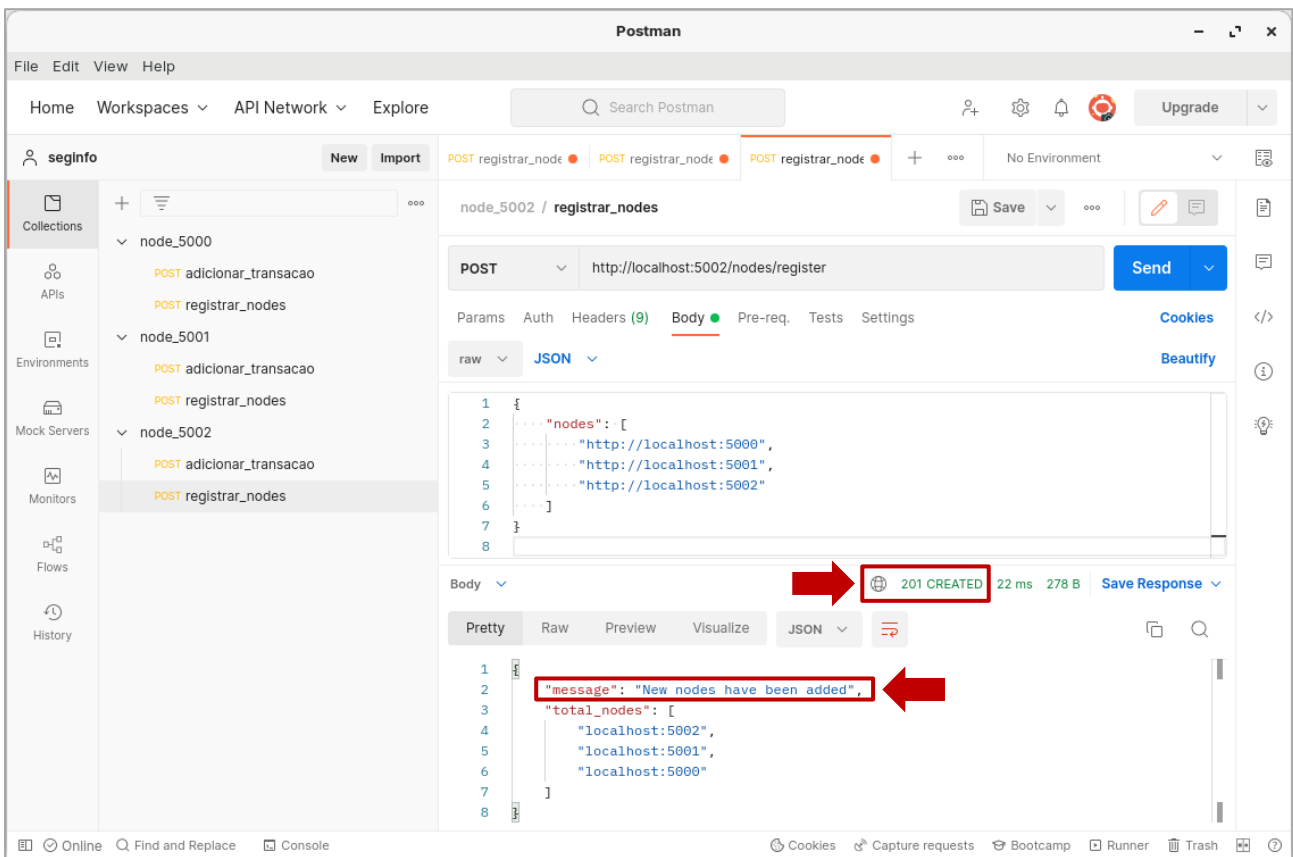 Postman
File Edit View Help
Home Workspaces API Network Explore Search Postman Upgrade
seginfo New Import
POST registrar_node POST registrar_node POST registrar_node No Environment
Collections
APIs
Environments
Mock Servers
Monitors
Flows
History
node_5000
POST adicionar_transacao
POST registrar_nodes
node_5001
POST adicionar_transacao
POST registrar_nodes
node_5002
POST adicionar_transacao
POST registrar_nodes
node_5002 / registrar_nodes Save
POST http://localhost:5002/nodes/register Send
Params Auth Headers (9) Body Pre-req. Tests Settings Cookies
raw JSON Beautify
1 {
2 "nodes": [
3 "http://localhost:5000",
4 "http://localhost:5001",
5 "http://localhost:5002"
6 ]
7 }
8
Body 201 CREATED 22 ms 278 B Save Response
Pretty Raw Preview Visualize JSON
1 {
2 "message": "New nodes have been added",
3 "total_nodes": [
4 "localhost:5002",
5 "localhost:5001",
6 "localhost:5000"
7 ]
8 }
Online Find and Replace Console Cookies Capture requests Bootcamp Runner Trash